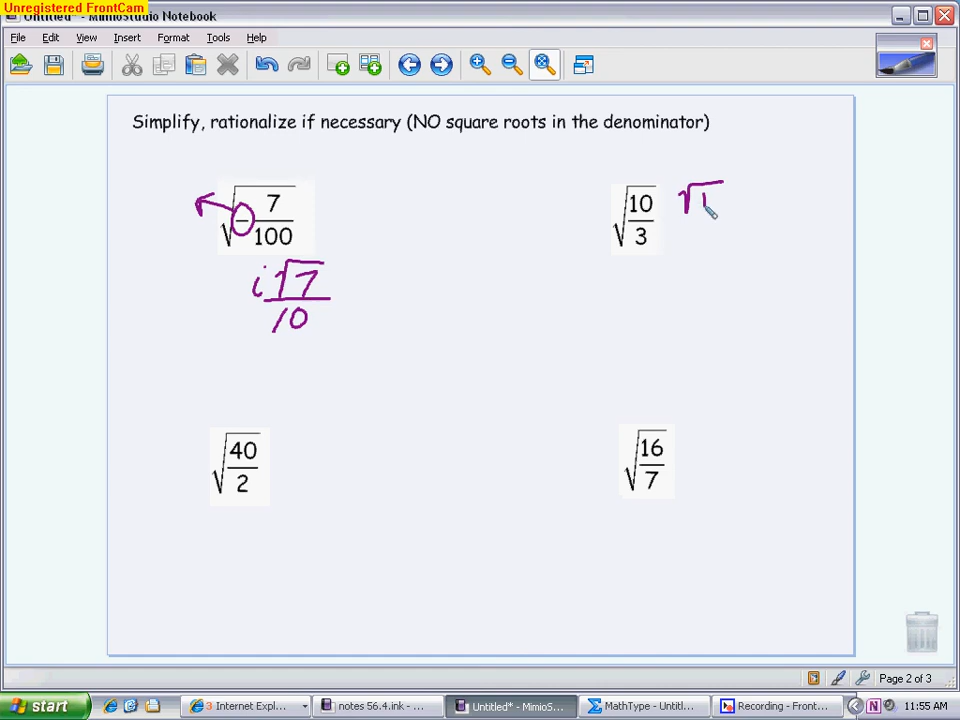 Unregistered FrontCam
Untitled* - MimioStudio Notebook
File Edit View Insert Format Tools Help
Simplify, rationalize if necessary (NO square roots in the denominator)
√(-7/100)
√(10/3) √1
i√7
10
√(40/2)
√(16/7)
Page 2 of 3
start 3 Internet Expl... notes 56.4.ink - ... Untitled* - MimioS... MathType - Untitl... Recording - Front... N 11:55 AM